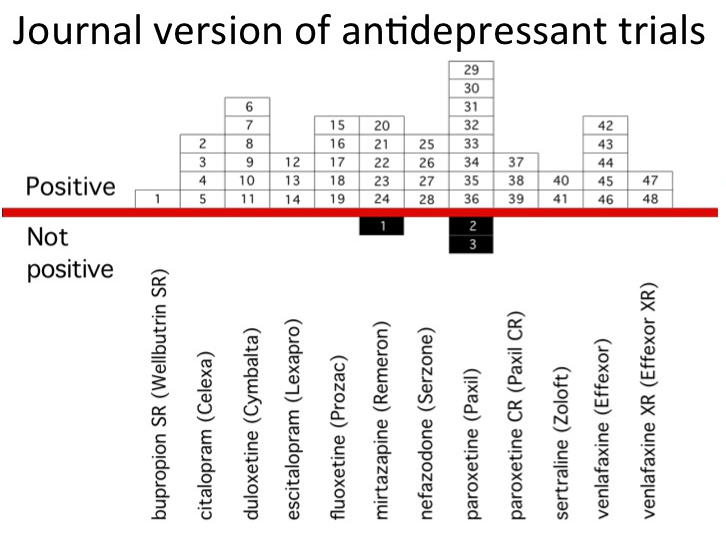 Journal version of antidepressant trials
29
30
6 31
15 20 32 42
7 16 21 25 33 43
2 8 17 22 26 34 44
3 9 12 18 23 27 35 37 45
4 10 13 19 24 28 36 38 40 46 47
Positive
1 5 11 14 39 41 48
Not
positive
1 2
3
bupropion SR (Wellbutrin SR)
citalopram (Celexa)
duloxetine (Cymbalta)
escitalopram (Lexapro)
fluoxetine (Prozac)
mirtazapine (Remeron)
nefazodone (Serzone)
paroxetine (Paxil)
paroxetine CR (Paxil CR)
sertraline (Zoloft)
venlafaxine (Effexor)
venlafaxine XR (Effexor XR)